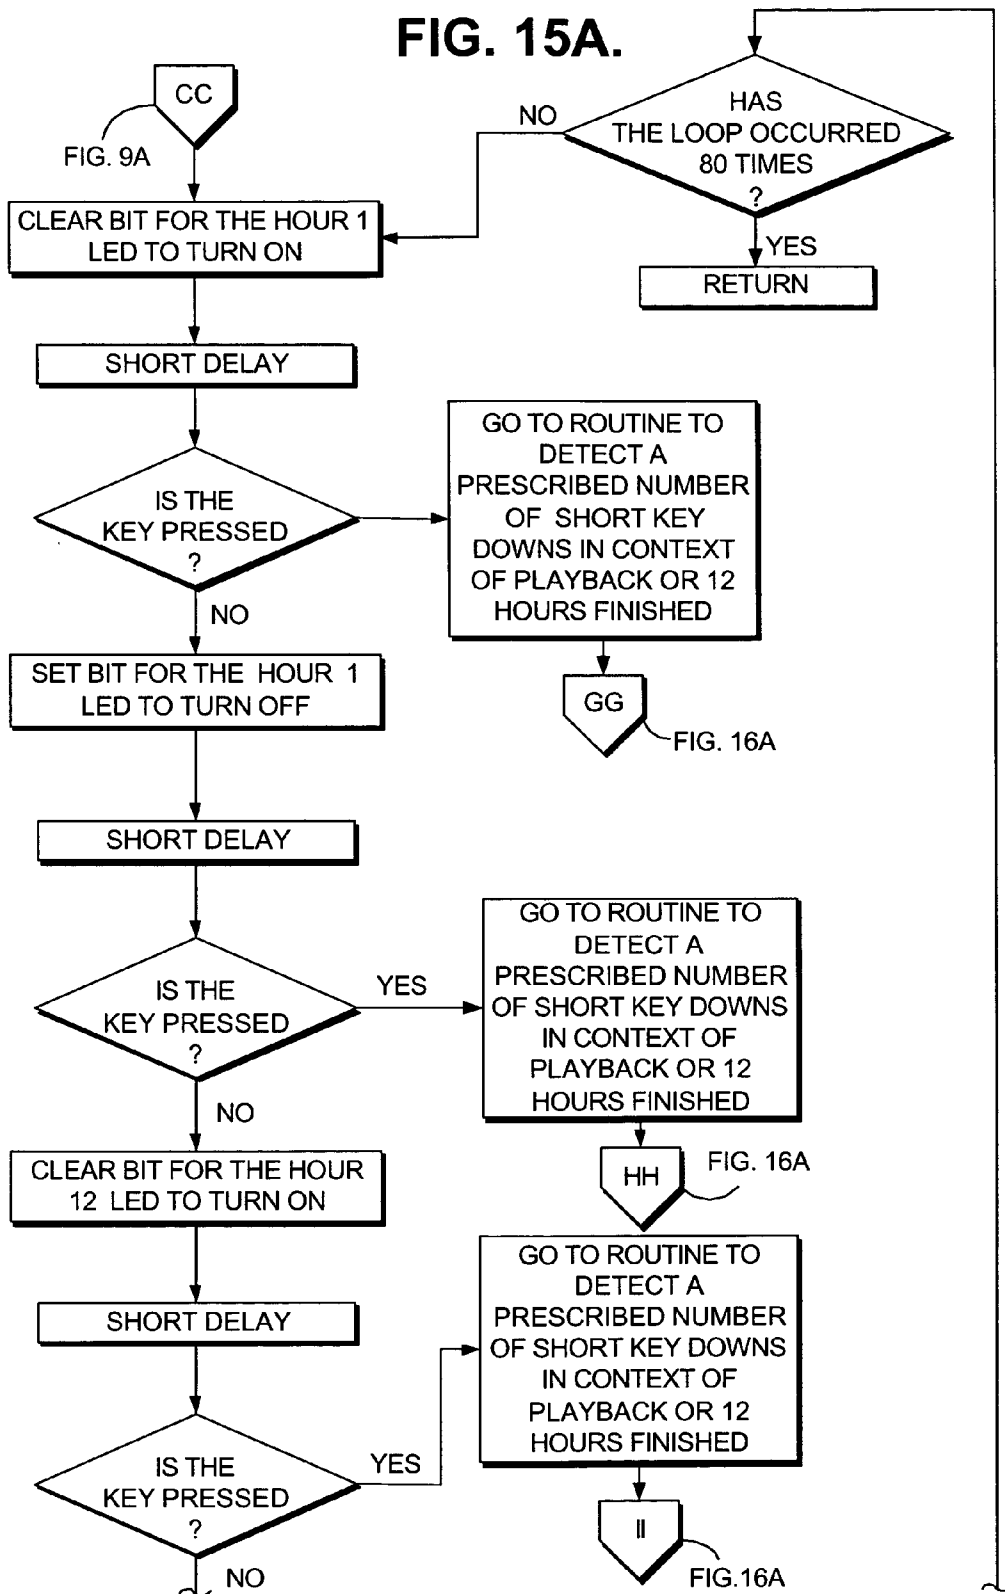 FIG. 15A.
CC
FIG. 9A
HAS
THE LOOP OCCURRED
80 TIMES
?
NO
YES
RETURN
CLEAR BIT FOR THE HOUR 1
LED TO TURN ON
SHORT DELAY
IS THE
KEY PRESSED
?
NO
GO TO ROUTINE TO
DETECT A
PRESCRIBED NUMBER
OF SHORT KEY
DOWNS IN CONTEXT
OF PLAYBACK OR 12
HOURS FINISHED
GG
FIG. 16A
SET BIT FOR THE HOUR 1
LED TO TURN OFF
SHORT DELAY
IS THE
KEY PRESSED
?
YES
NO
GO TO ROUTINE TO
DETECT A
PRESCRIBED NUMBER
OF SHORT KEY DOWNS
IN CONTEXT OF
PLAYBACK OR 12
HOURS FINISHED
HH
FIG. 16A
CLEAR BIT FOR THE HOUR
12 LED TO TURN ON
SHORT DELAY
IS THE
KEY PRESSED
?
YES
NO
GO TO ROUTINE TO
DETECT A
PRESCRIBED NUMBER
OF SHORT KEY DOWNS
IN CONTEXT OF
PLAYBACK OR 12
HOURS FINISHED
II
FIG.16A